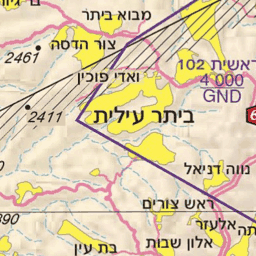 מבוא ביתר
צור הדסה
2461
ראשית 102
4 000
GND
ואדי פוכין
2411
ביתר עילית
6
נווה דניאל
ראש צורים
890
אלעזר
אלון שבות
בת עין